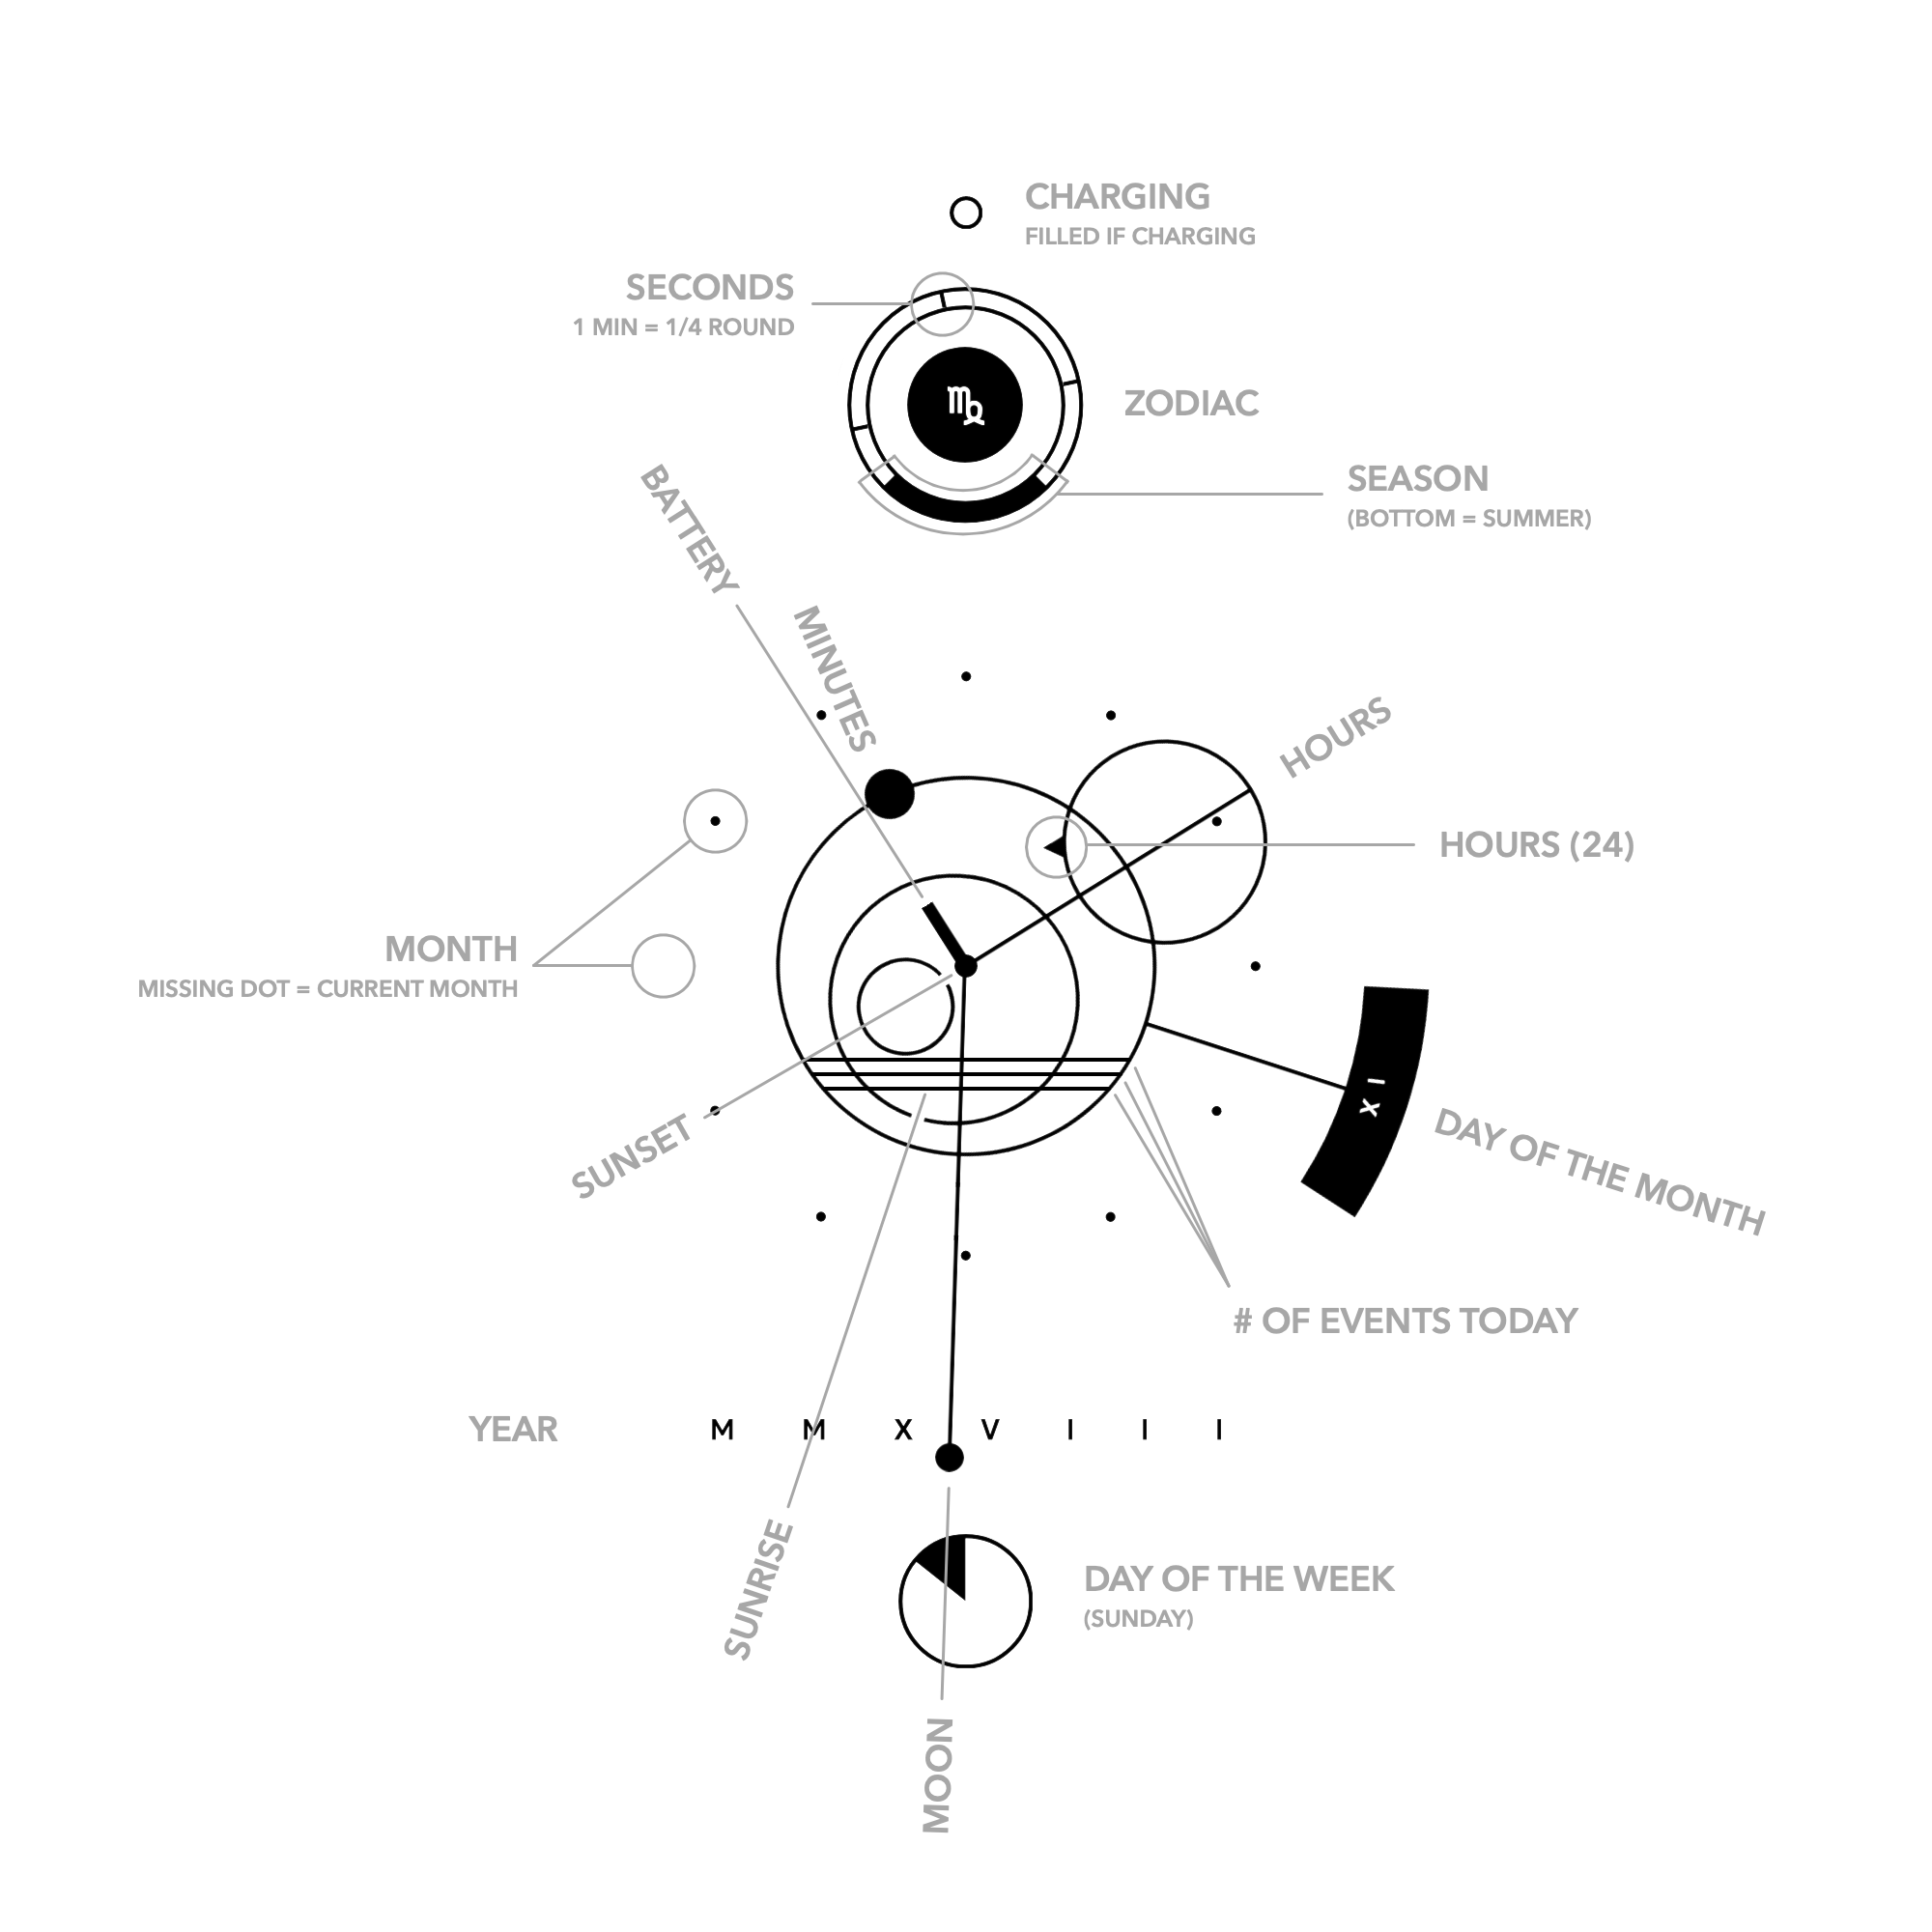 CHARGING
FILLED IF CHARGING
SECONDS
1 MIN = 1/4 ROUND
♏
ZODIAC
SEASON
(BOTTOM = SUMMER)
BATTERY
MINUTES
HOURS
HOURS (24)
MONTH
MISSING DOT = CURRENT MONTH
X I
DAY OF THE MONTH
SUNSET
# OF EVENTS TODAY
YEAR
M M X V I I I
SUNRISE
DAY OF THE WEEK
(SUNDAY)
MOON